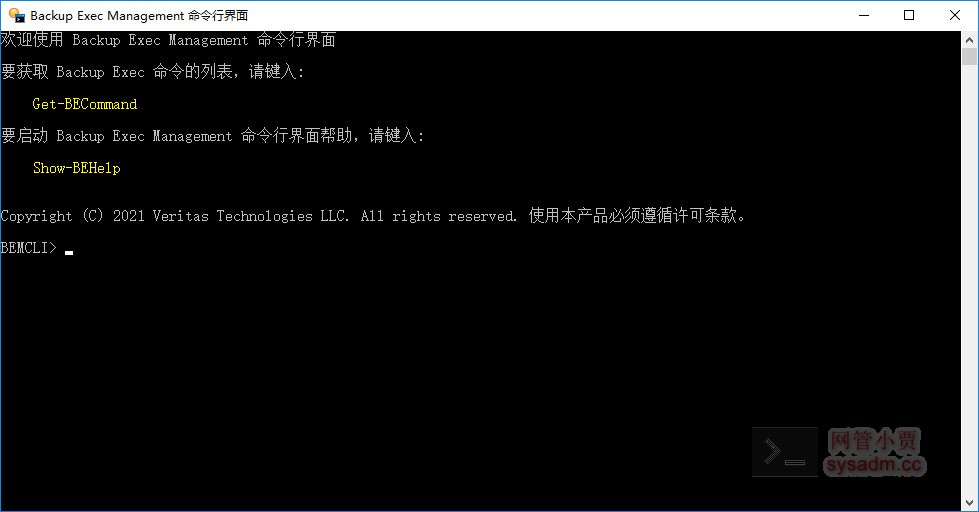 Backup Exec Management 命令行界面
欢迎使用 Backup Exec Management 命令行界面
要获取 Backup Exec 命令的列表，请键入:
Get-BECommand
要启动 Backup Exec Management 命令行界面帮助，请键入:
Show-BEHelp
Copyright (C) 2021 Veritas Technologies LLC. All rights reserved. 使用本产品必须遵循许可条款。
BEMCLI> _
>_
网管小贾
sysadm.cc